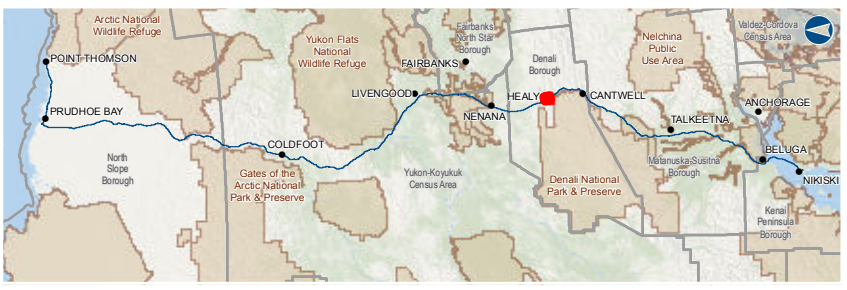 Arctic National
Wildlife Refuge
POINT THOMSON
PRUDHOE BAY
North
Slope
Borough
COLDFOOT
Gates of the
Arctic National
Park & Preserve
Yukon Flats
National
Wildlife Refuge
LIVENGOOD
FAIRBANKS
Fairbanks
North Star
Borough
NENANA
Yukon-Koyukuk
Census Area
Denali
Borough
HEALY
CANTWELL
Denali National
Park & Preserve
Nelchina
Public
Use Area
TALKEETNA
Matanuska-Susitna
Borough
Valdez-Cordova
Census Area
ANCHORAGE
BELUGA
NIKISKI
Kenai
Peninsula
Borough